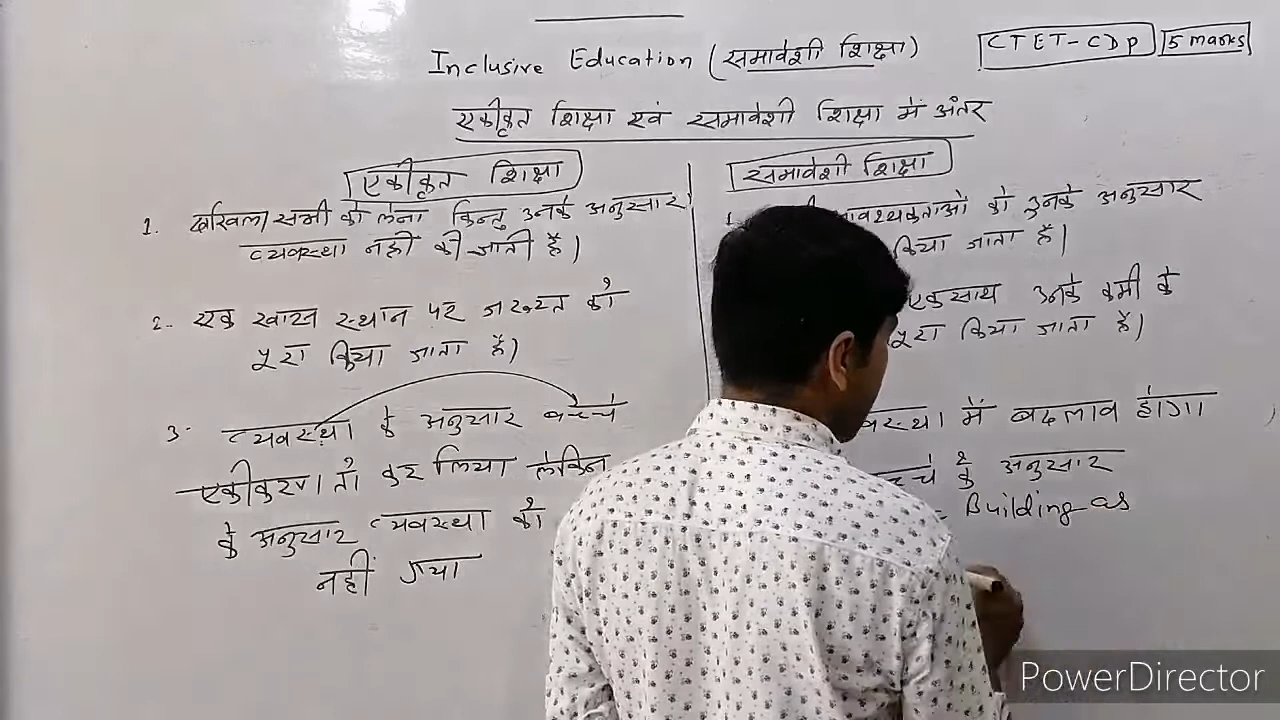 Inclusive Education (समावेशी शिक्षा)
CTET-CDP 5 marks
एकीकृत शिक्षा एवं समावेशी शिक्षा में अंतर
एकीकृत शिक्षा
1. दाखिला सभी को लेना किन्तु उनके अनुसार
व्यवस्था नही की जाती है।
2. एक खास स्थान पर जरूरत को
पूरा किया जाता है।
3. व्यवस्था के अनुसार बच्चे
एकीकरण तो कर लिया लेकिन
के अनुसार व्यवस्था को
नहीं गया
समावेशी शिक्षा
1. आवश्यकताओ को उनके अनुसार
किया जाता है।
एकसाथ उनके कमी के
पूरा किया जाता है।
में बदलाव होगा
के अनुसार
Building as
PowerDirector